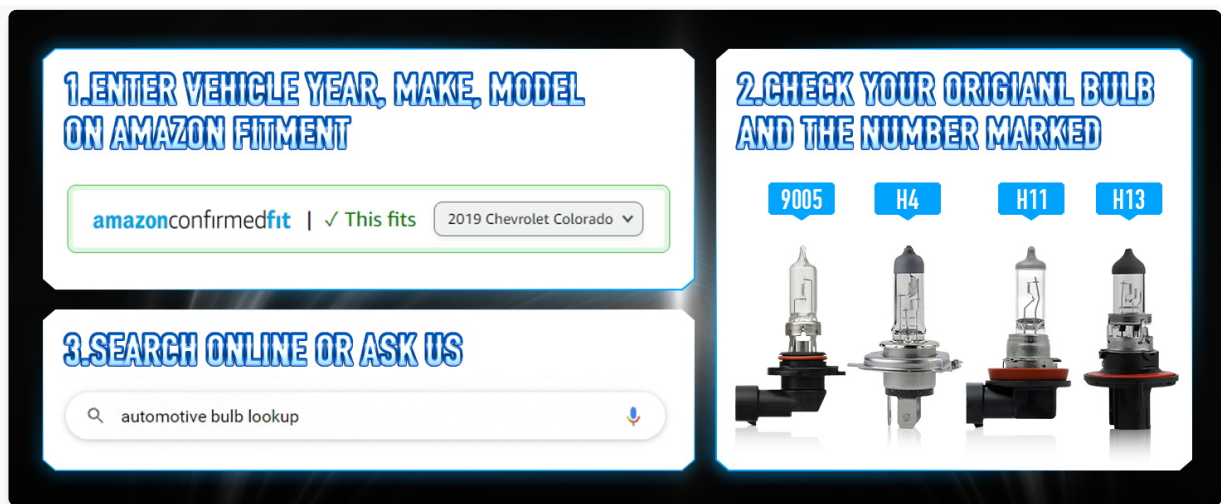 1.ENTER VEHICLE YEAR, MAKE, MODEL
ON AMAZON FITMENT
amazonconfirmedfit | ✓ This fits 2019 Chevrolet Colorado
2.CHECK YOUR ORIGIANL BULB
AND THE NUMBER MARKED
9005 H4 H11 H13
3.SEARCH ONLINE OR ASK US
automotive bulb lookup